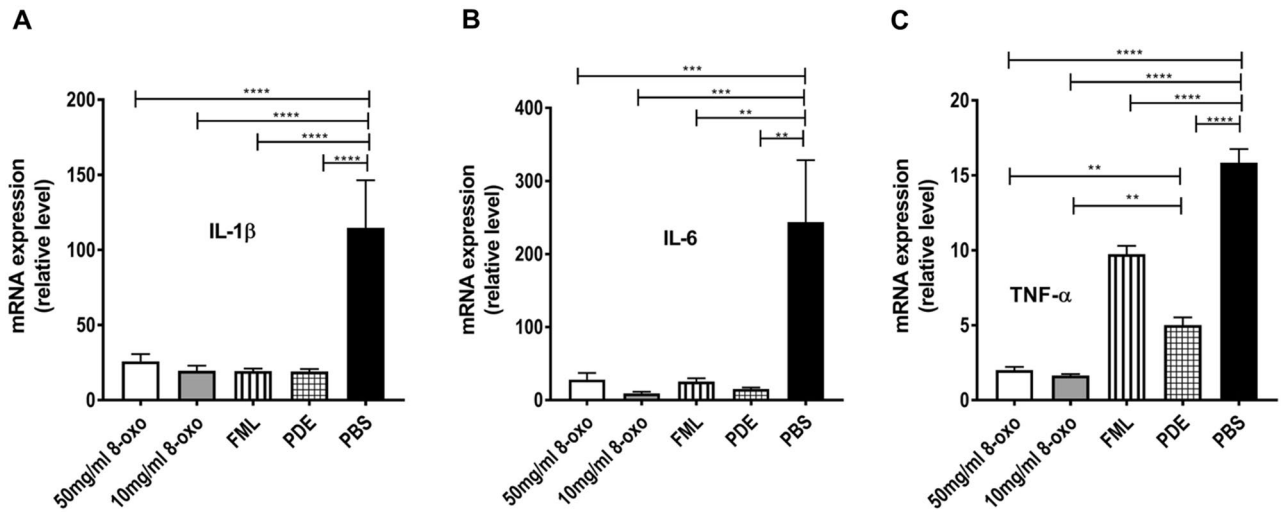 A
mRNA expression
(relative level)
200
150
100
50
0
IL-1β
****
****
****
****
50mg/ml 8-oxo
10mg/ml 8-oxo
FML
PDE
PBS
B
mRNA expression
(relative level)
400
300
200
100
0
IL-6
***
***
**
**
50mg/ml 8-oxo
10mg/ml 8-oxo
FML
PDE
PBS
C
mRNA expression
(relative level)
20
15
10
5
0
TNF-α
****
****
****
****
**
**
50mg/ml 8-oxo
10mg/ml 8-oxo
FML
PDE
PBS